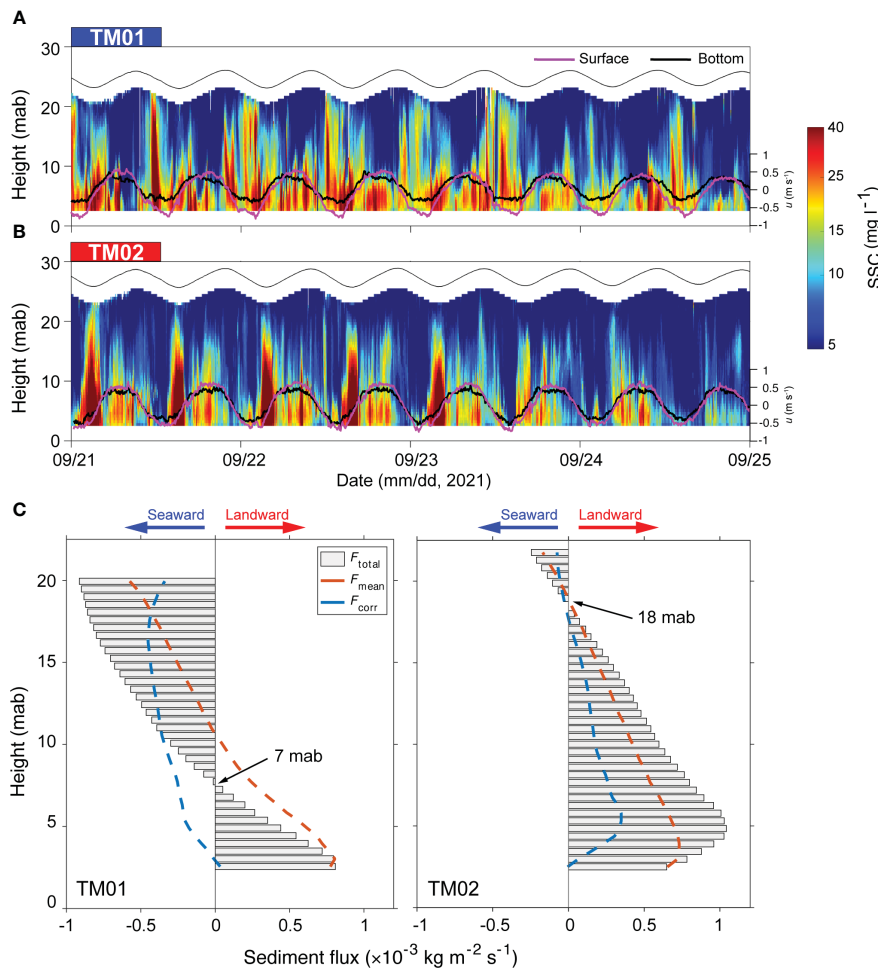 A
TM01
30
20
10
0
Height (mab)
Surface
Bottom
1
0.5
0
-0.5
-1
u (m s⁻¹)
B
TM02
30
20
10
0
Height (mab)
1
0.5
0
-0.5
-1
u (m s⁻¹)
09/21
09/22
09/23
09/24
09/25
Date (mm/dd, 2021)
40
25
15
10
5
SSC (mg l⁻¹)
C
Seaward
Landward
Seaward
Landward
F total
F mean
F corr
20
15
10
5
0
Height (mab)
7 mab
18 mab
TM01
TM02
-1
-0.5
0
0.5
1
-1
-0.5
0
0.5
1
Sediment flux (×10⁻³ kg m⁻² s⁻¹)